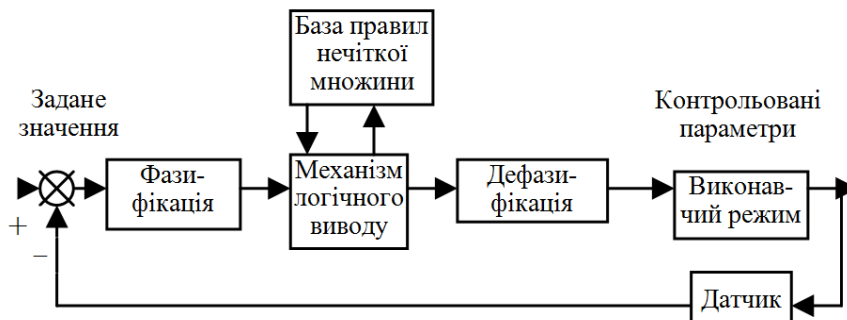 База правил
нечіткої
множини
Задане
значення
Контрольовані
параметри
+
−
Фази-
фікація
Механізм
логічного
виводу
Дефази-
фікація
Виконав-
чий режим
Датчик